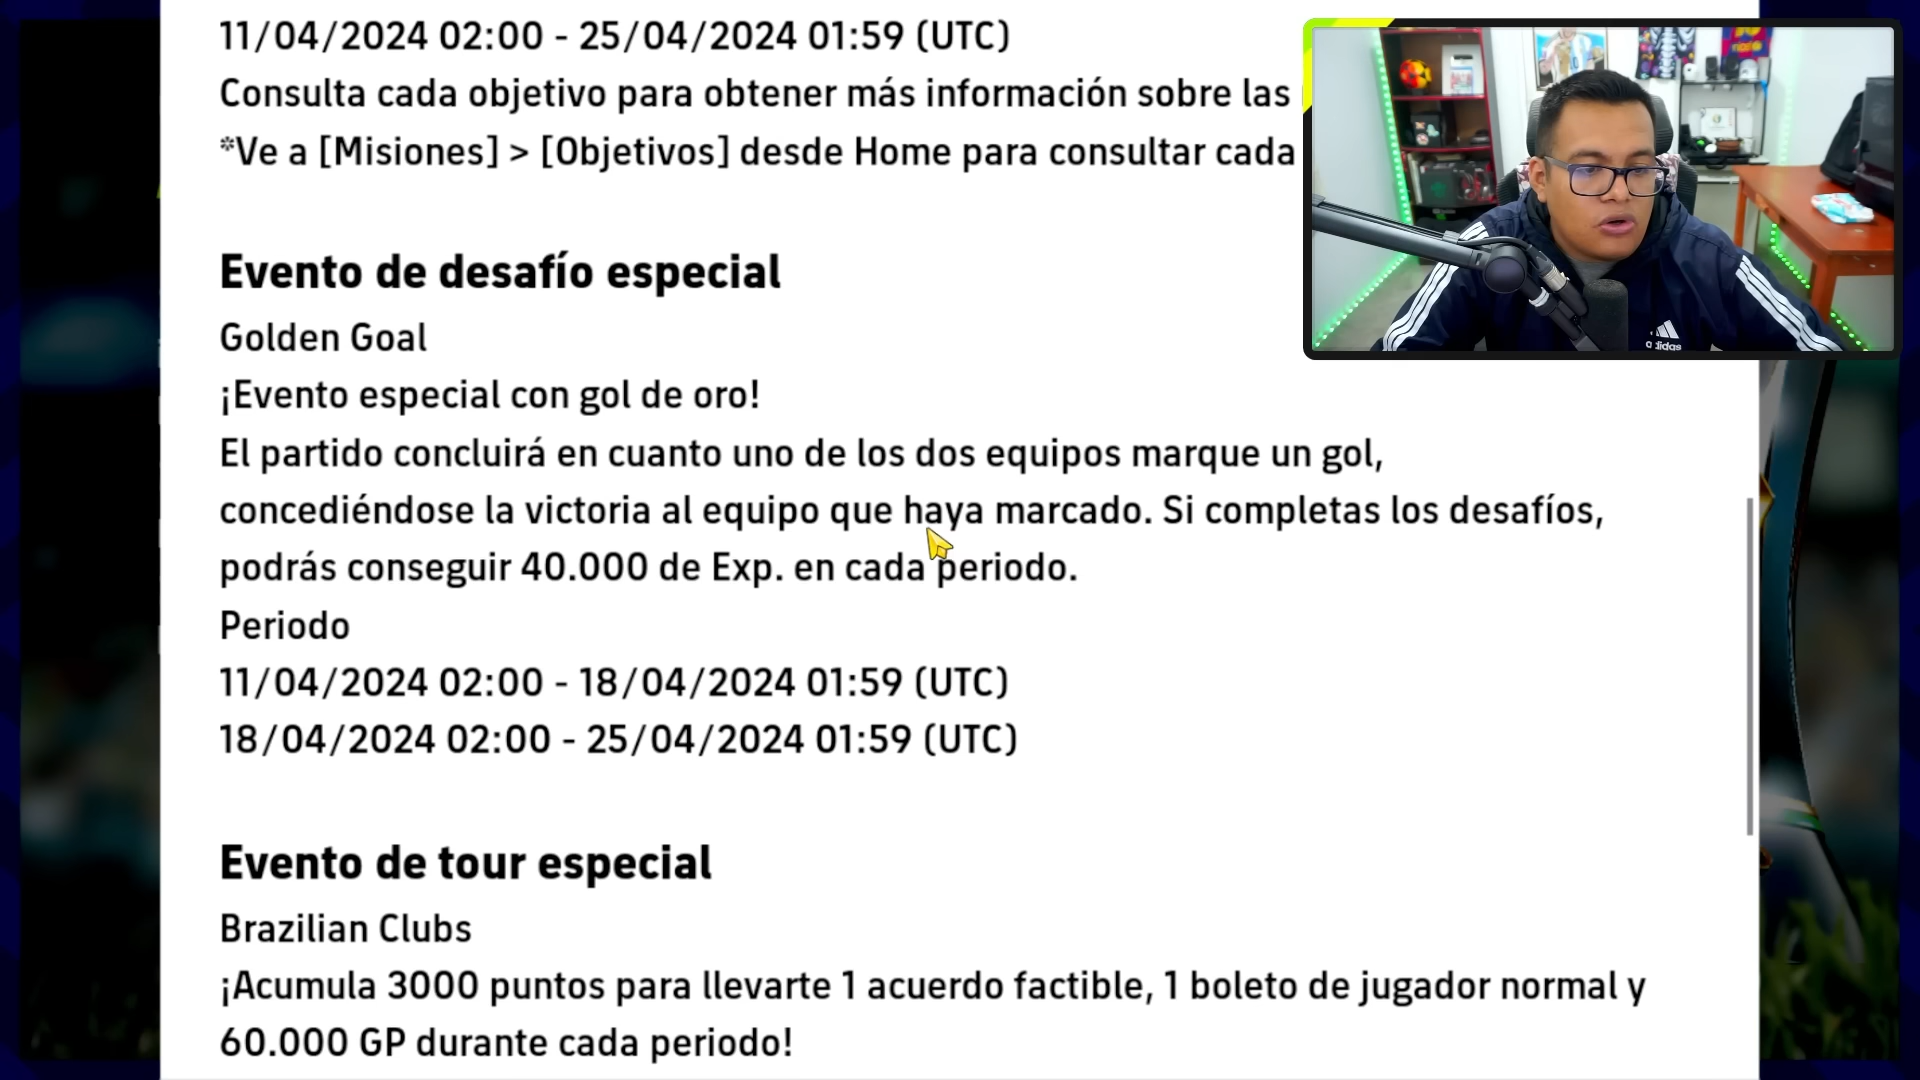 11/04/2024 02:00 - 25/04/2024 01:59 (UTC)
Consulta cada objetivo para obtener más información sobre las
*Ve a [Misiones] > [Objetivos] desde Home para consultar cada
Evento de desafío especial
Golden Goal
¡Evento especial con gol de oro!
El partido concluirá en cuanto uno de los dos equipos marque un gol,
concediéndose la victoria al equipo que haya marcado. Si completas los desafíos,
podrás conseguir 40.000 de Exp. en cada periodo.
Periodo
11/04/2024 02:00 - 18/04/2024 01:59 (UTC)
18/04/2024 02:00 - 25/04/2024 01:59 (UTC)
Evento de tour especial
Brazilian Clubs
¡Acumula 3000 puntos para llevarte 1 acuerdo factible, 1 boleto de jugador normal y
60.000 GP durante cada periodo!
adidas